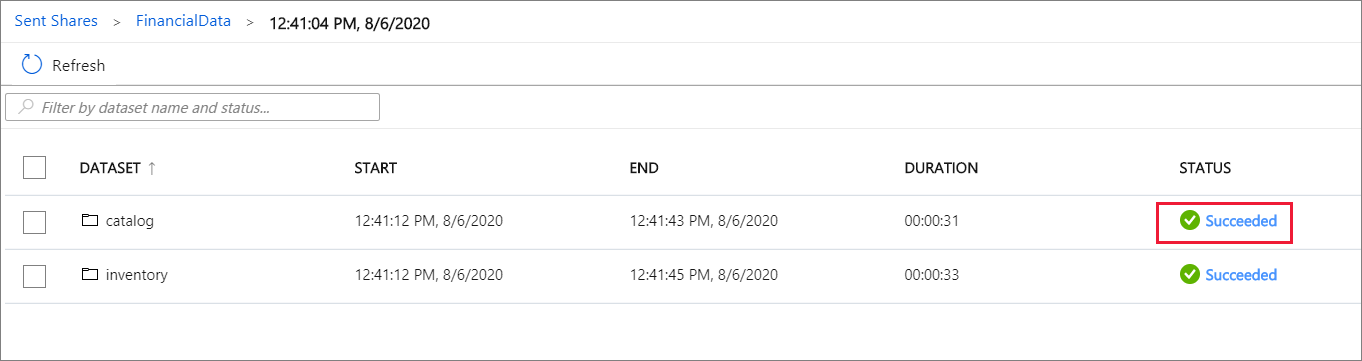 Sent Shares > FinancialData > 12:41:04 PM, 8/6/2020
Refresh
Filter by dataset name and status...
DATASET ↑ START END DURATION STATUS
catalog 12:41:12 PM, 8/6/2020 12:41:43 PM, 8/6/2020 00:00:31 Succeeded
inventory 12:41:12 PM, 8/6/2020 12:41:45 PM, 8/6/2020 00:00:33 Succeeded